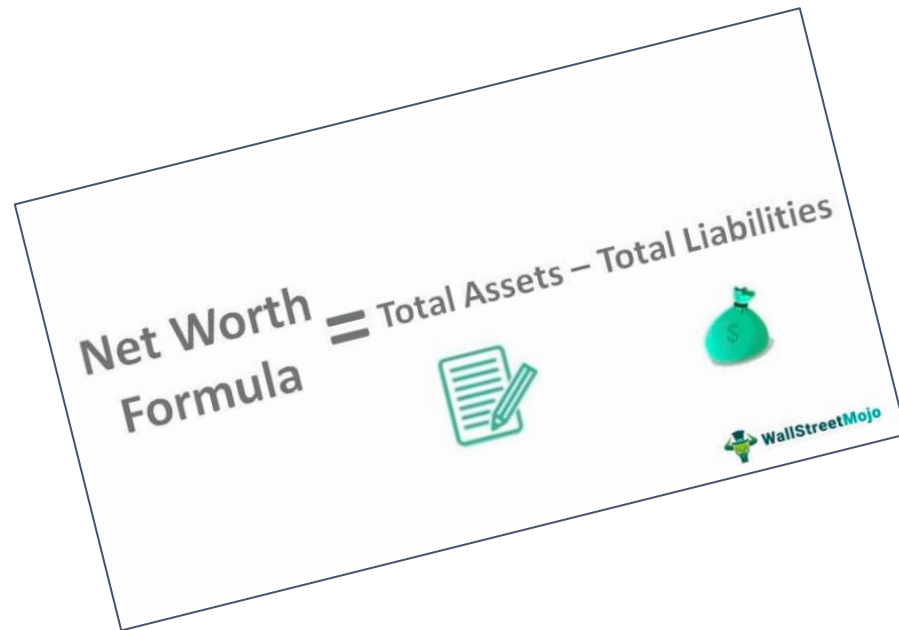 Net Worth
Formula
= Total Assets – Total Liabilities
$
WallStreetMojo